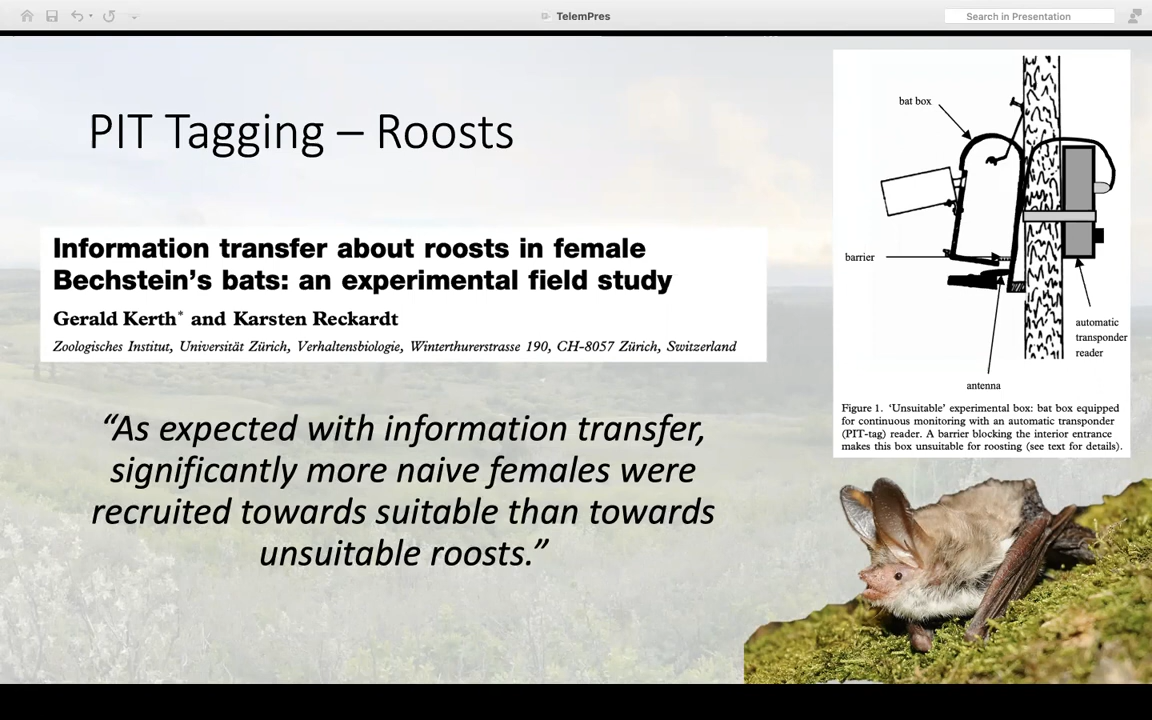 TelemPres
Search in Presentation
PIT Tagging – Roosts
Information transfer about roosts in female
Bechstein's bats: an experimental field study
Gerald Kerth* and Karsten Reckardt
Zoologisches Institut, Universität Zürich, Verhaltensbiologie, Winterthurerstrasse 190, CH-8057 Zürich, Switzerland
“As expected with information transfer,
significantly more naive females were
recruited towards suitable than towards
unsuitable roosts.”
bat box
barrier
automatic
transponder
reader
antenna
Figure 1. ‘Unsuitable’ experimental box: bat box equipped
for continuous monitoring with an automatic transponder
(PIT-tag) reader. A barrier blocking the interior entrance
makes this box unsuitable for roosting (see text for details).